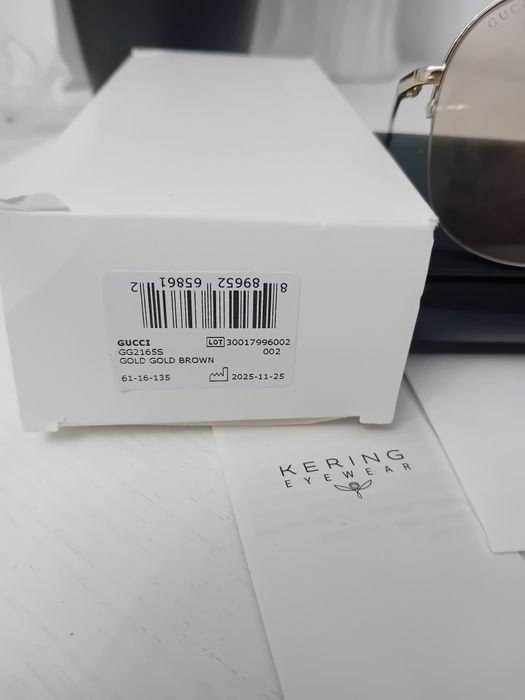 8 89652 65861 2
GUCCI LOT 30017996002
GG2165S 002
GOLD GOLD BROWN
61-16-135 2025-11-25
KERING
EYEWEAR